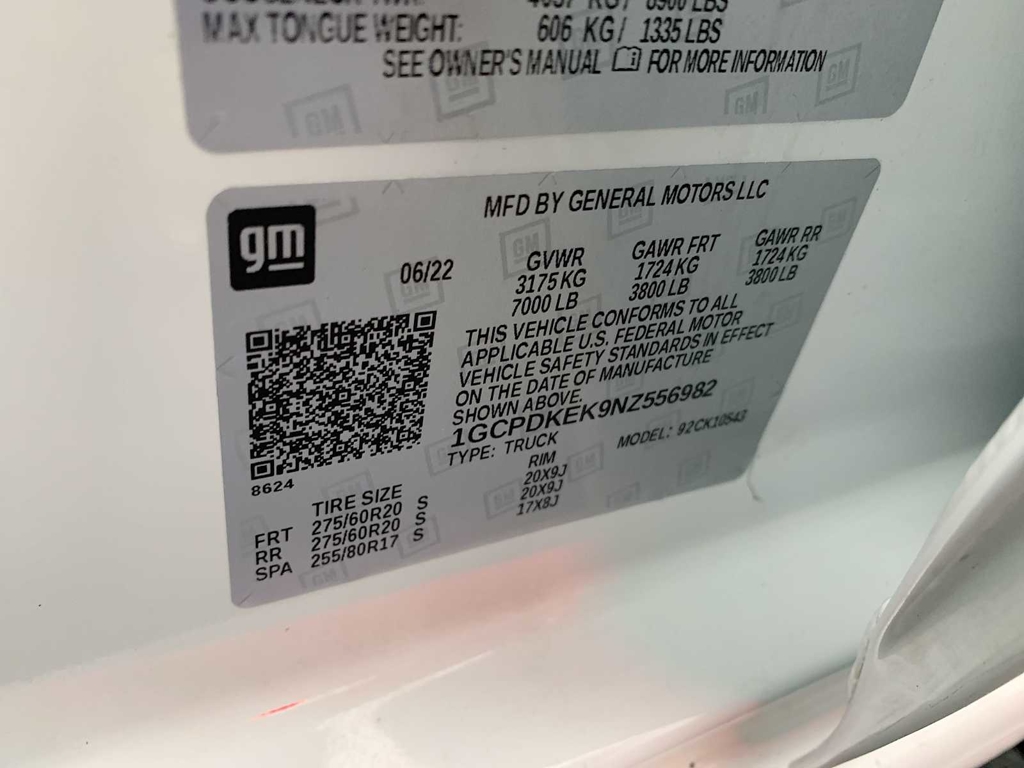 MAX TONGUE WEIGHT: 606 KG/ 1335 LBS
SEE OWNER'S MANUAL FOR MORE INFORMATION
MFD BY GENERAL MOTORS LLC
gm
06/22
GVWR GAWR FRT GAWR RR
3175 KG 1724 KG 1724 KG
7000 LB 3800 LB 3800 LB
THIS VEHICLE CONFORMS TO ALL
APPLICABLE U.S. FEDERAL MOTOR
VEHICLE SAFETY STANDARDS IN EFFECT
ON THE DATE OF MANUFACTURE
SHOWN ABOVE.
1GCPDKEK9NZ556982
TYPE: TRUCK MODEL: 92CK10543
8624
TIRE SIZE RIM
FRT 275/60R20 S 20X9J
RR 275/60R20 S 20X9J
SPA 255/80R17 S 17X8J